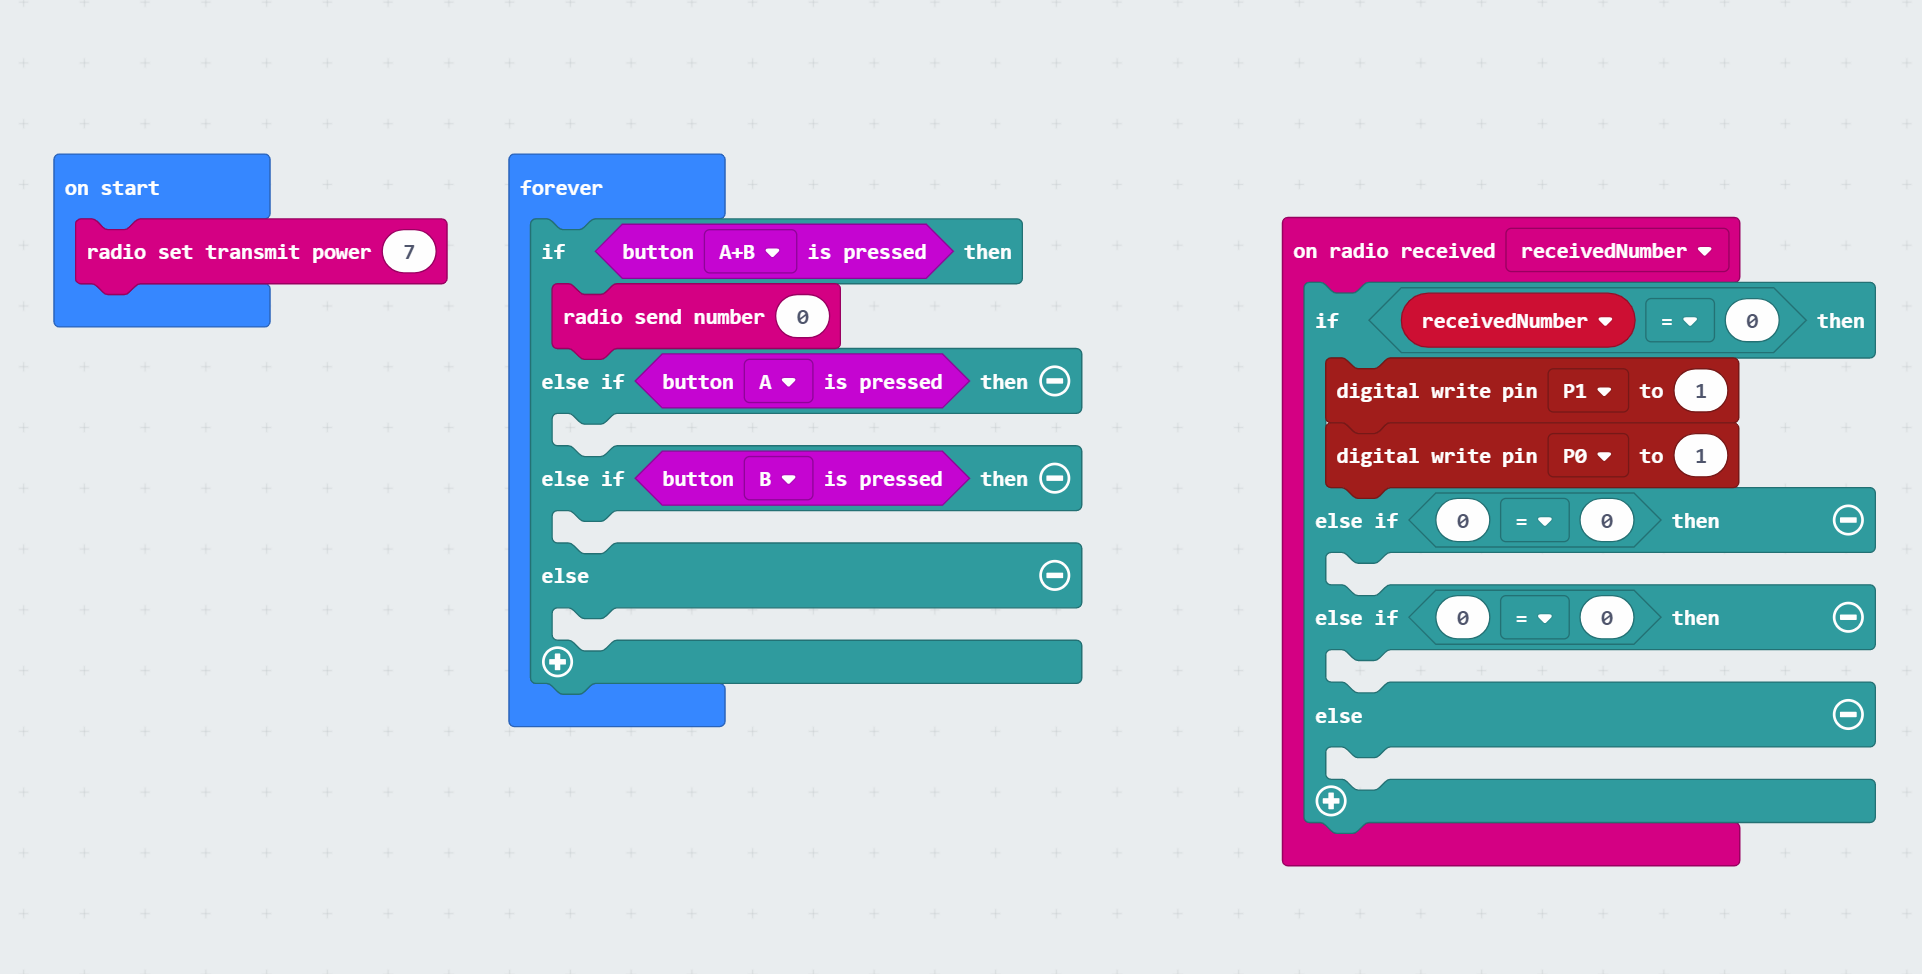 on start
radio set transmit power 7
forever
if button A+B is pressed then
radio send number 0
else if button A is pressed then
else if button B is pressed then
else
on radio received receivedNumber
if receivedNumber = 0 then
digital write pin P1 to 1
digital write pin P0 to 1
else if 0 = 0 then
else if 0 = 0 then
else